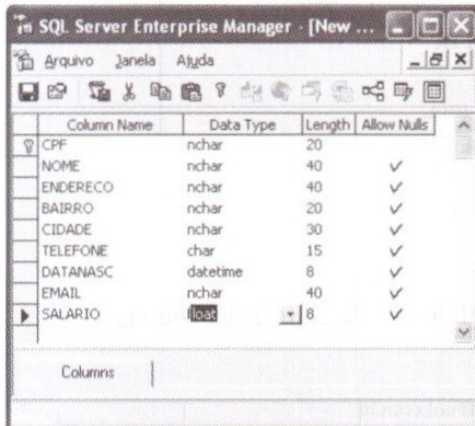 SQL Server Enterprise Manager - [New ...
Arquivo Janela Ajuda
Column Name Data Type Length Allow Nulls
CPF nchar 20
NOME nchar 40
ENDERECO nchar 40
BAIRRO nchar 20
CIDADE nchar 30
TELEFONE char 15
DATANASC datetime 8
EMAIL nchar 40
SALARIO float 8
Columns